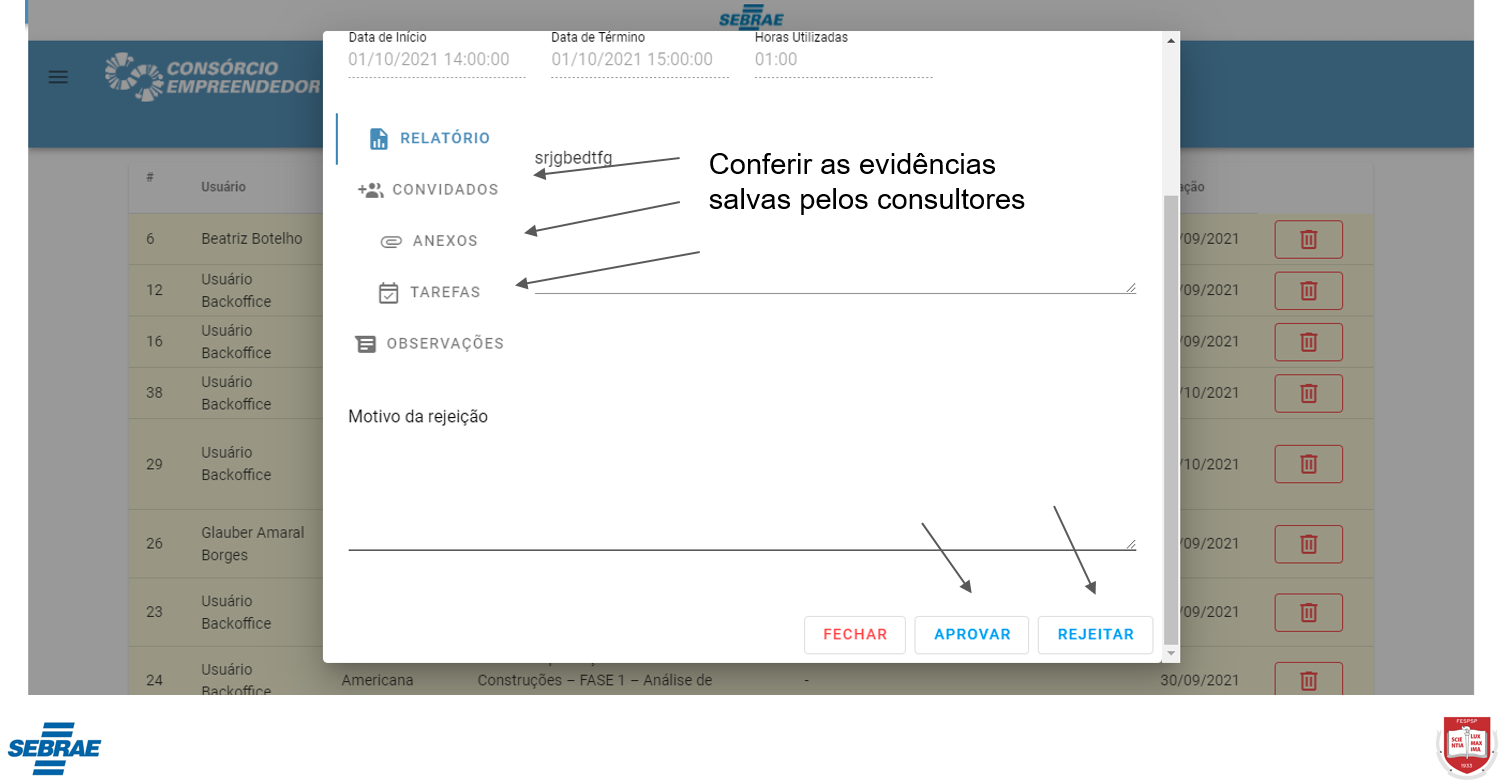 SEBRAE
CONSÓRCIO
EMPREENDEDOR
Data de Início
Data de Término
Horas Utilizadas
01/10/2021 14:00:00
01/10/2021 15:00:00
01:00
RELATÓRIO
srjgbedtfg
CONVIDADOS
ANEXOS
TAREFAS
OBSERVAÇÕES
Conferir as evidências
salvas pelos consultores
Motivo da rejeição
FECHAR
APROVAR
REJEITAR
#
Usuário
ação
6
Beatriz Botelho
/09/2021
12
Usuário
Backoffice
/09/2021
16
Usuário
Backoffice
/09/2021
38
Usuário
Backoffice
/10/2021
29
Usuário
Backoffice
/10/2021
26
Glauber Amaral
Borges
/09/2021
23
Usuário
Backoffice
/09/2021
24
Usuário
Backoffice
Americana
Construções – FASE 1 – Análise de
-
30/09/2021
SEBRAE
FESPSP
SCIE
NTIA
LUX
MAX
IMA
1933